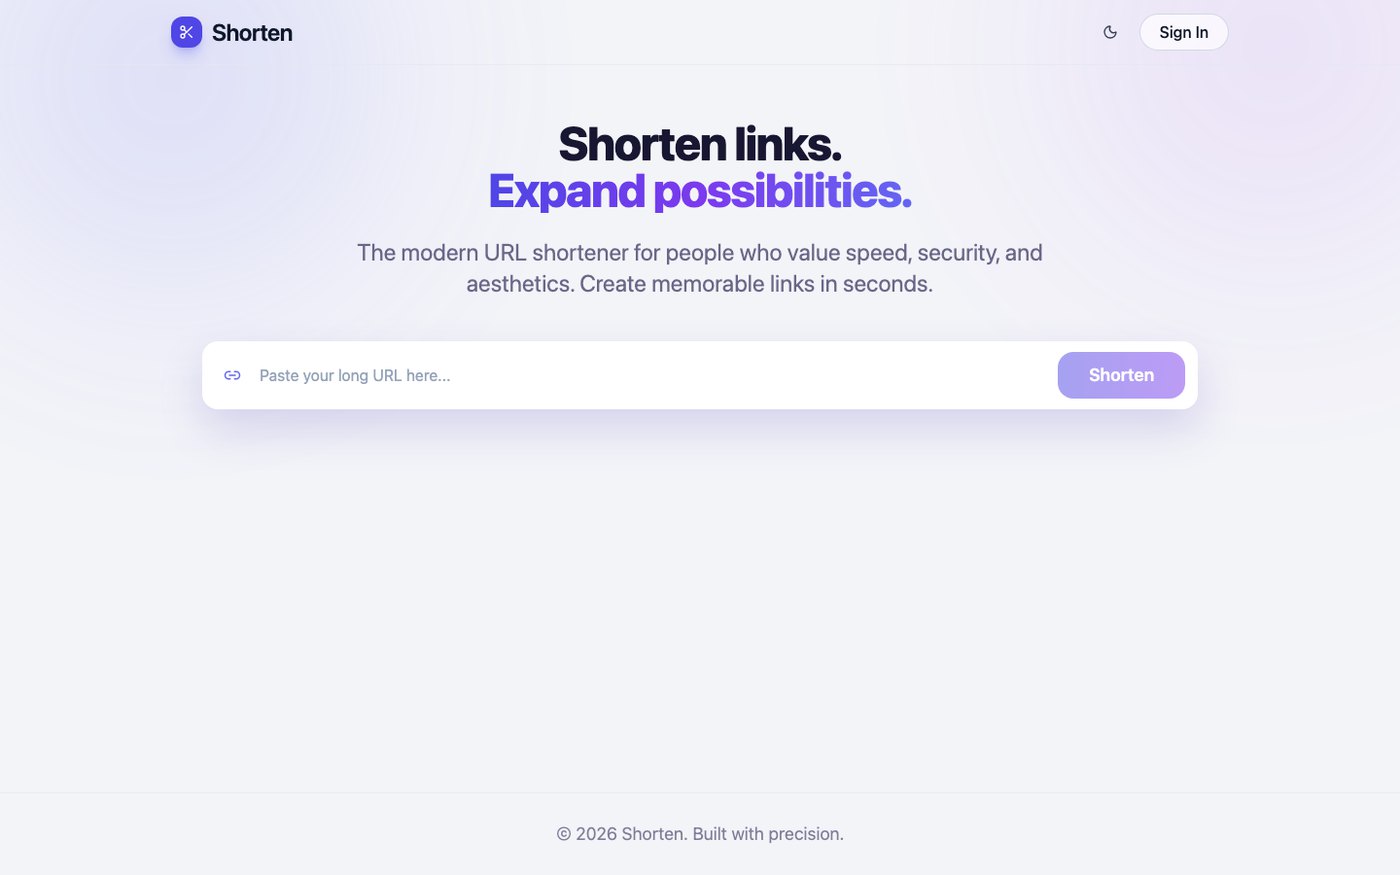 Shorten
Sign In
Shorten links.
Expand possibilities.
The modern URL shortener for people who value speed, security, and
aesthetics. Create memorable links in seconds.
Paste your long URL here...
Shorten
© 2026 Shorten. Built with precision.